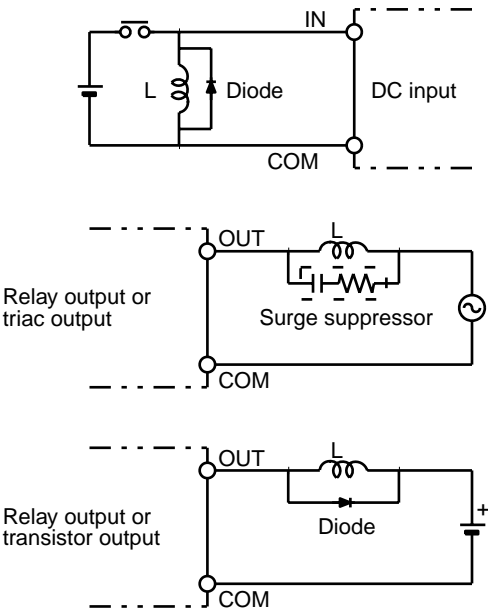 IN
L
Diode
DC input
COM
OUT
L
Relay output or
triac output
Surge suppressor
COM
OUT
L
+
Relay output or
transistor output
Diode
COM